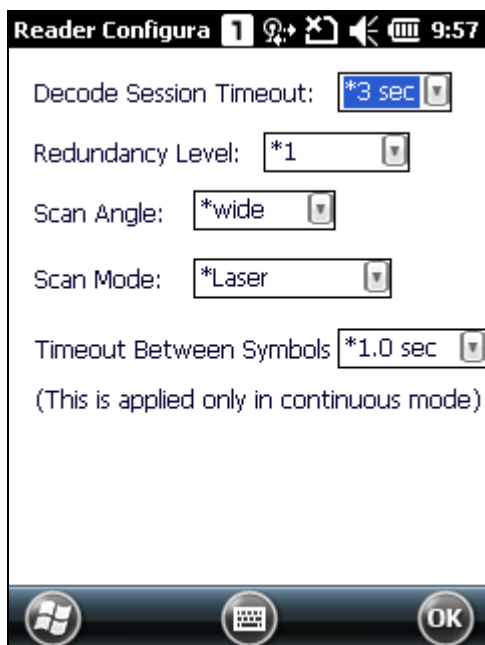 Reader Configura 1 9:57
Decode Session Timeout: *3 sec
Redundancy Level: *1
Scan Angle: *wide
Scan Mode: *Laser
Timeout Between Symbols *1.0 sec
(This is applied only in continuous mode)
OK